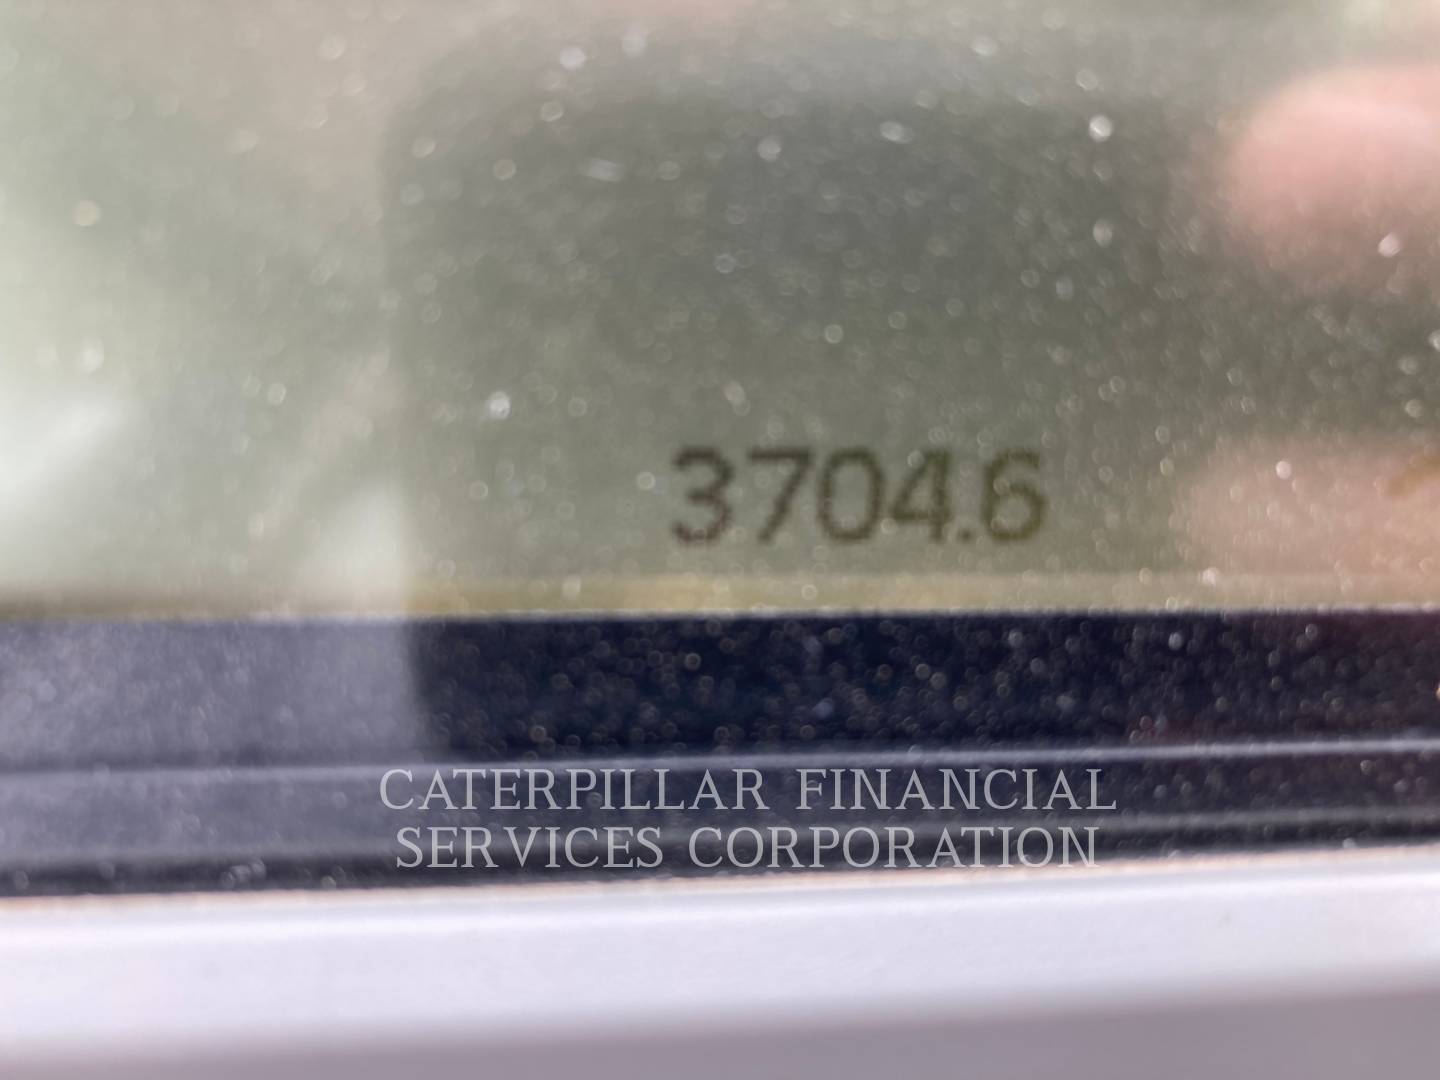 3704.6
CATERPILLAR FINANCIAL
SERVICES CORPORATION